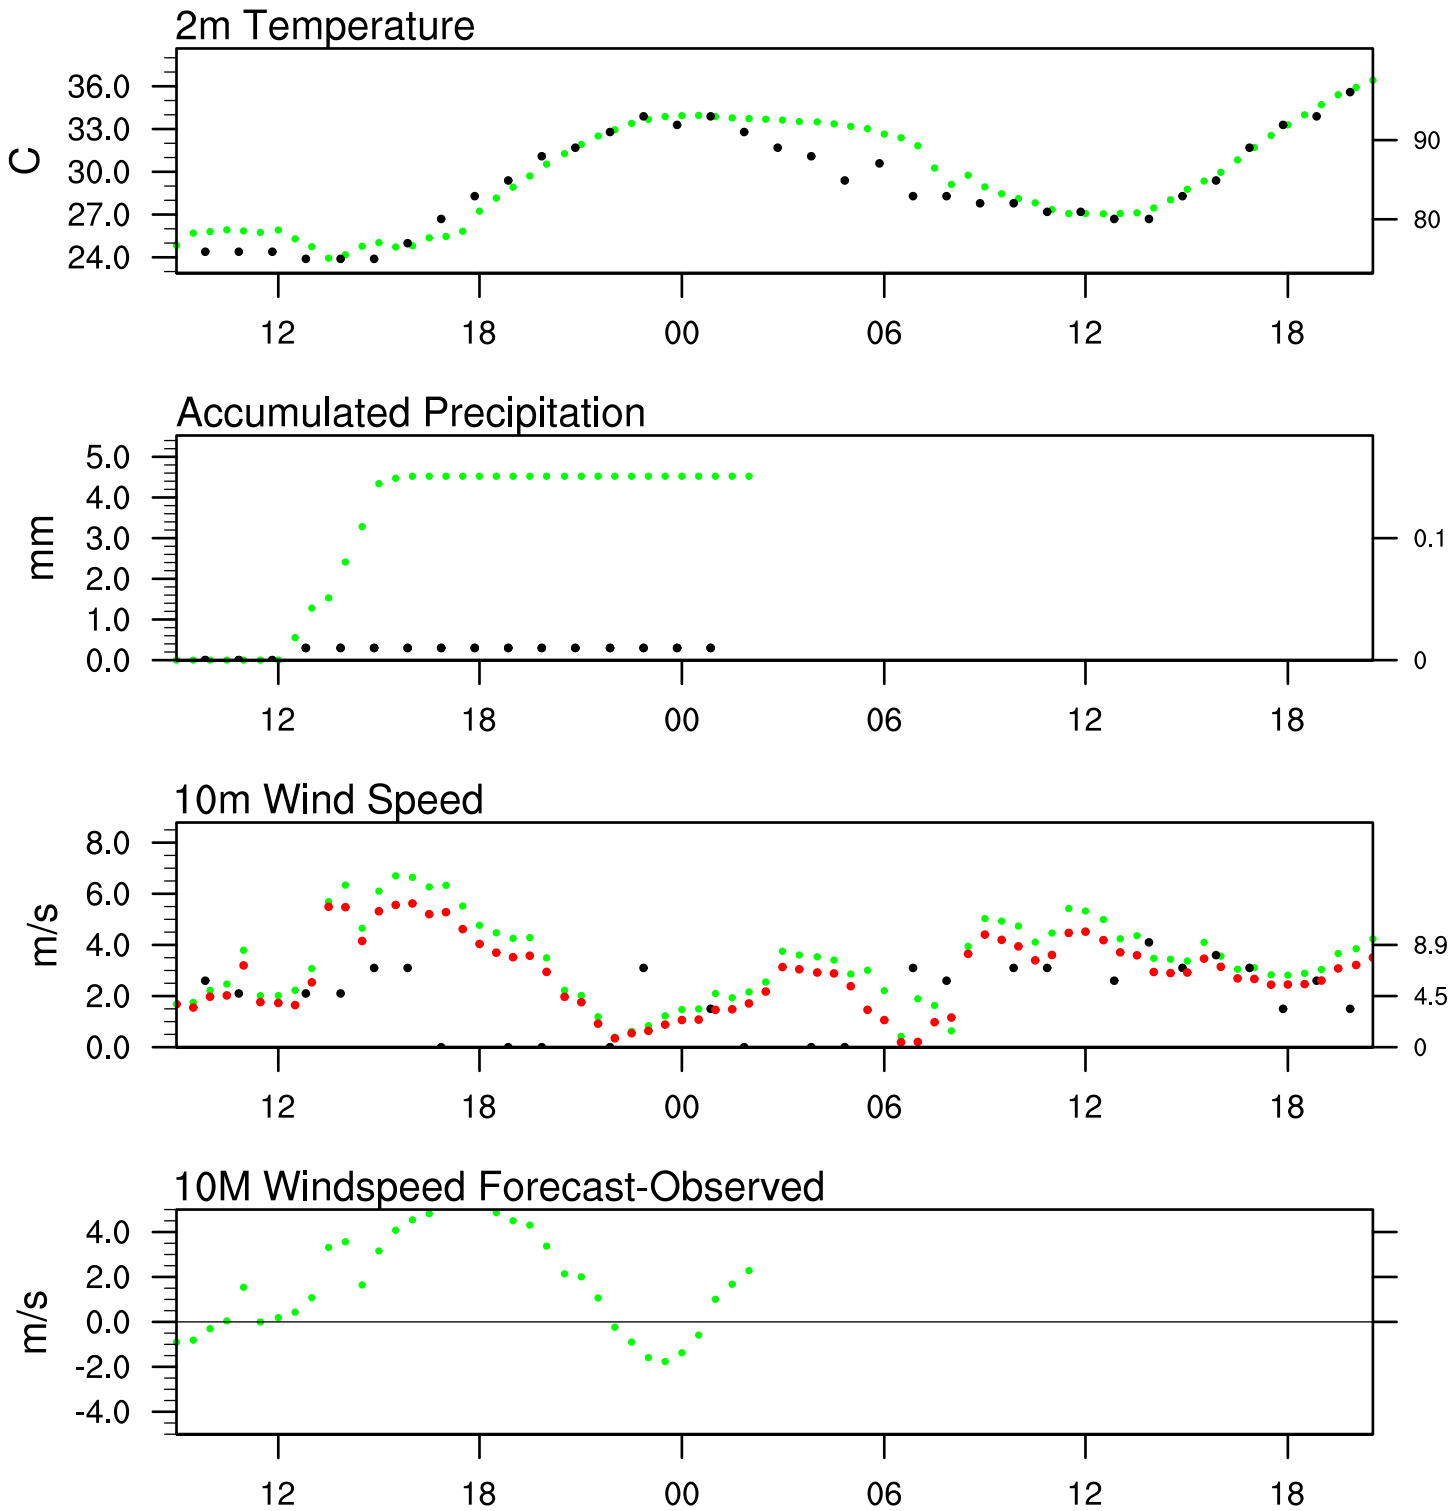 2m Temperature
36.0
33.0
30.0
27.0
24.0
C
90
80
12 18 00 06 12 18
Accumulated Precipitation
5.0
4.0
3.0
2.0
1.0
0.0
mm
0.1
0
12 18 00 06 12 18
10m Wind Speed
8.0
6.0
4.0
2.0
0.0
m/s
8.9
4.5
0
12 18 00 06 12 18
10M Windspeed Forecast-Observed
4.0
2.0
0.0
-2.0
-4.0
m/s
12 18 00 06 12 18